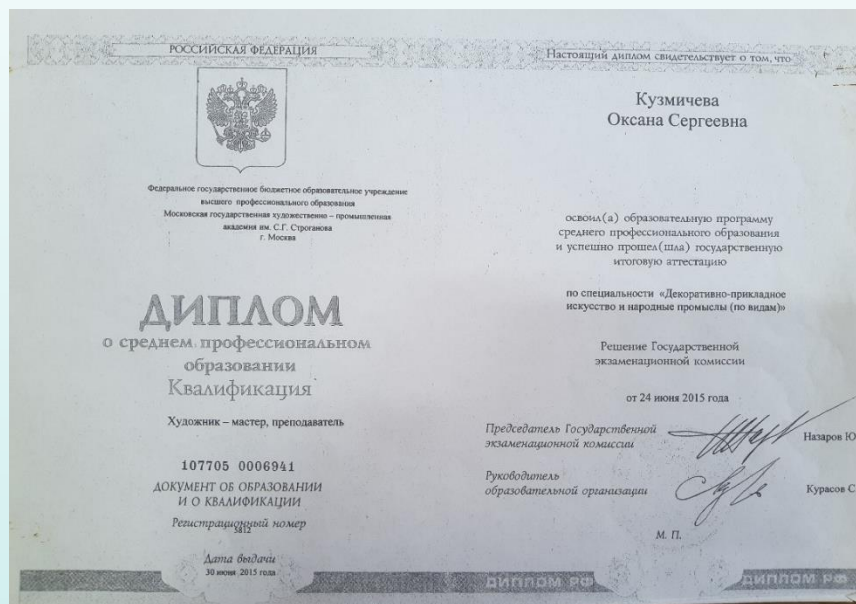 РОССИЙСКАЯ ФЕДЕРАЦИЯ
Федеральное государственное бюджетное образовательное учреждение
высшего профессионального образования
Московская государственная художественно – промышленная
академия им. С.Г. Строганова
г. Москва
ДИПЛОМ
о среднем профессиональном
образовании
Квалификация
Художник – мастер, преподаватель
107705 0006941
ДОКУМЕНТ ОБ ОБРАЗОВАНИИ
И О КВАЛИФИКАЦИИ
Регистрационный номер
5812
Дата выдачи
30 июня 2015 года
Настоящий диплом свидетельствует о том, что
Кузмичева
Оксана Сергеевна
освоил(а) образовательную программу
среднего профессионального образования
и успешно прошел(шла) государственную
итоговую аттестацию
по специальности «Декоративно-прикладное
искусство и народные промыслы (по видам)»
Решение Государственной
экзаменационной комиссии
от 24 июня 2015 года
Председатель Государственной
экзаменационной комиссии
Назаров Ю
Руководитель
образовательной организации
Курасов С
М. П.
ДИПЛОМ РФ
ДИПЛОМ РФ